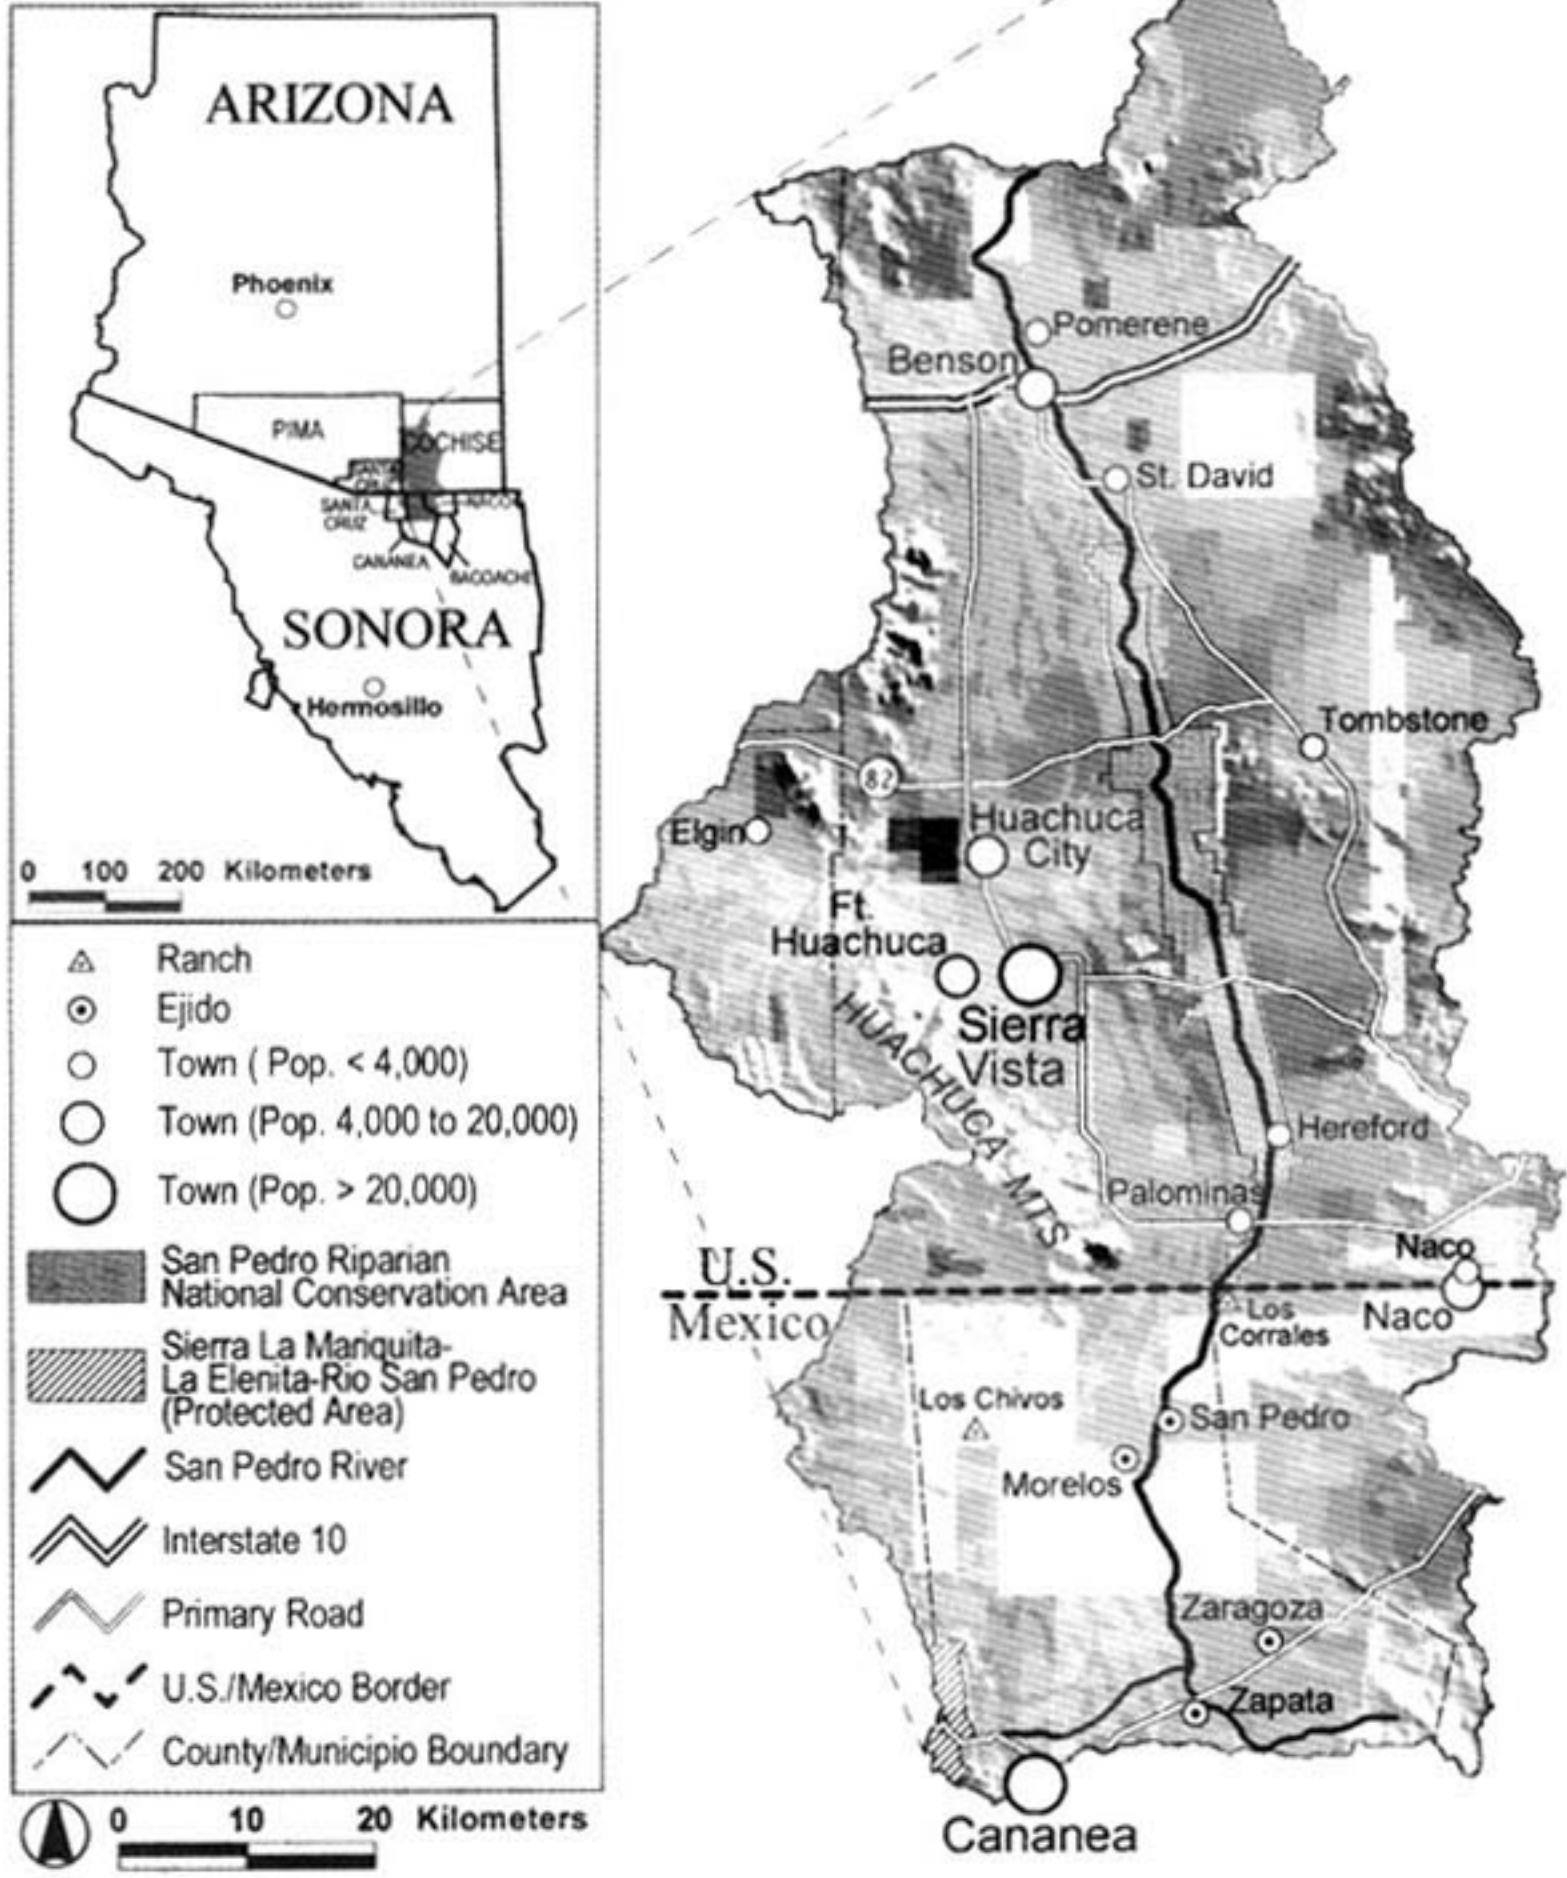 ARIZONA
Phoenix
PIMA
COCHISE
SANTA
CRUZ
SANTA
CRUZ
NACO
CANANEA
BACOACHI
SONORA
Hermosillo
0 100 200 Kilometers
Ranch
Ejido
Town ( Pop. < 4,000)
Town (Pop. 4,000 to 20,000)
Town (Pop. > 20,000)
San Pedro Riparian
National Conservation Area
Sierra La Mariquita-
La Elenita-Rio San Pedro
(Protected Area)
San Pedro River
Interstate 10
Primary Road
U.S./Mexico Border
County/Municipio Boundary
0 10 20 Kilometers
Pomerene
Benson
St. David
Tombstone
82
Elgin
Huachuca
City
Ft.
Huachuca
Sierra
Vista
HUACHUCA MTS
Hereford
Palominas
U.S.
Mexico
Naco
Naco
Los
Corrales
Los Chivos
San Pedro
Morelos
Zaragoza
Zapata
Cananea